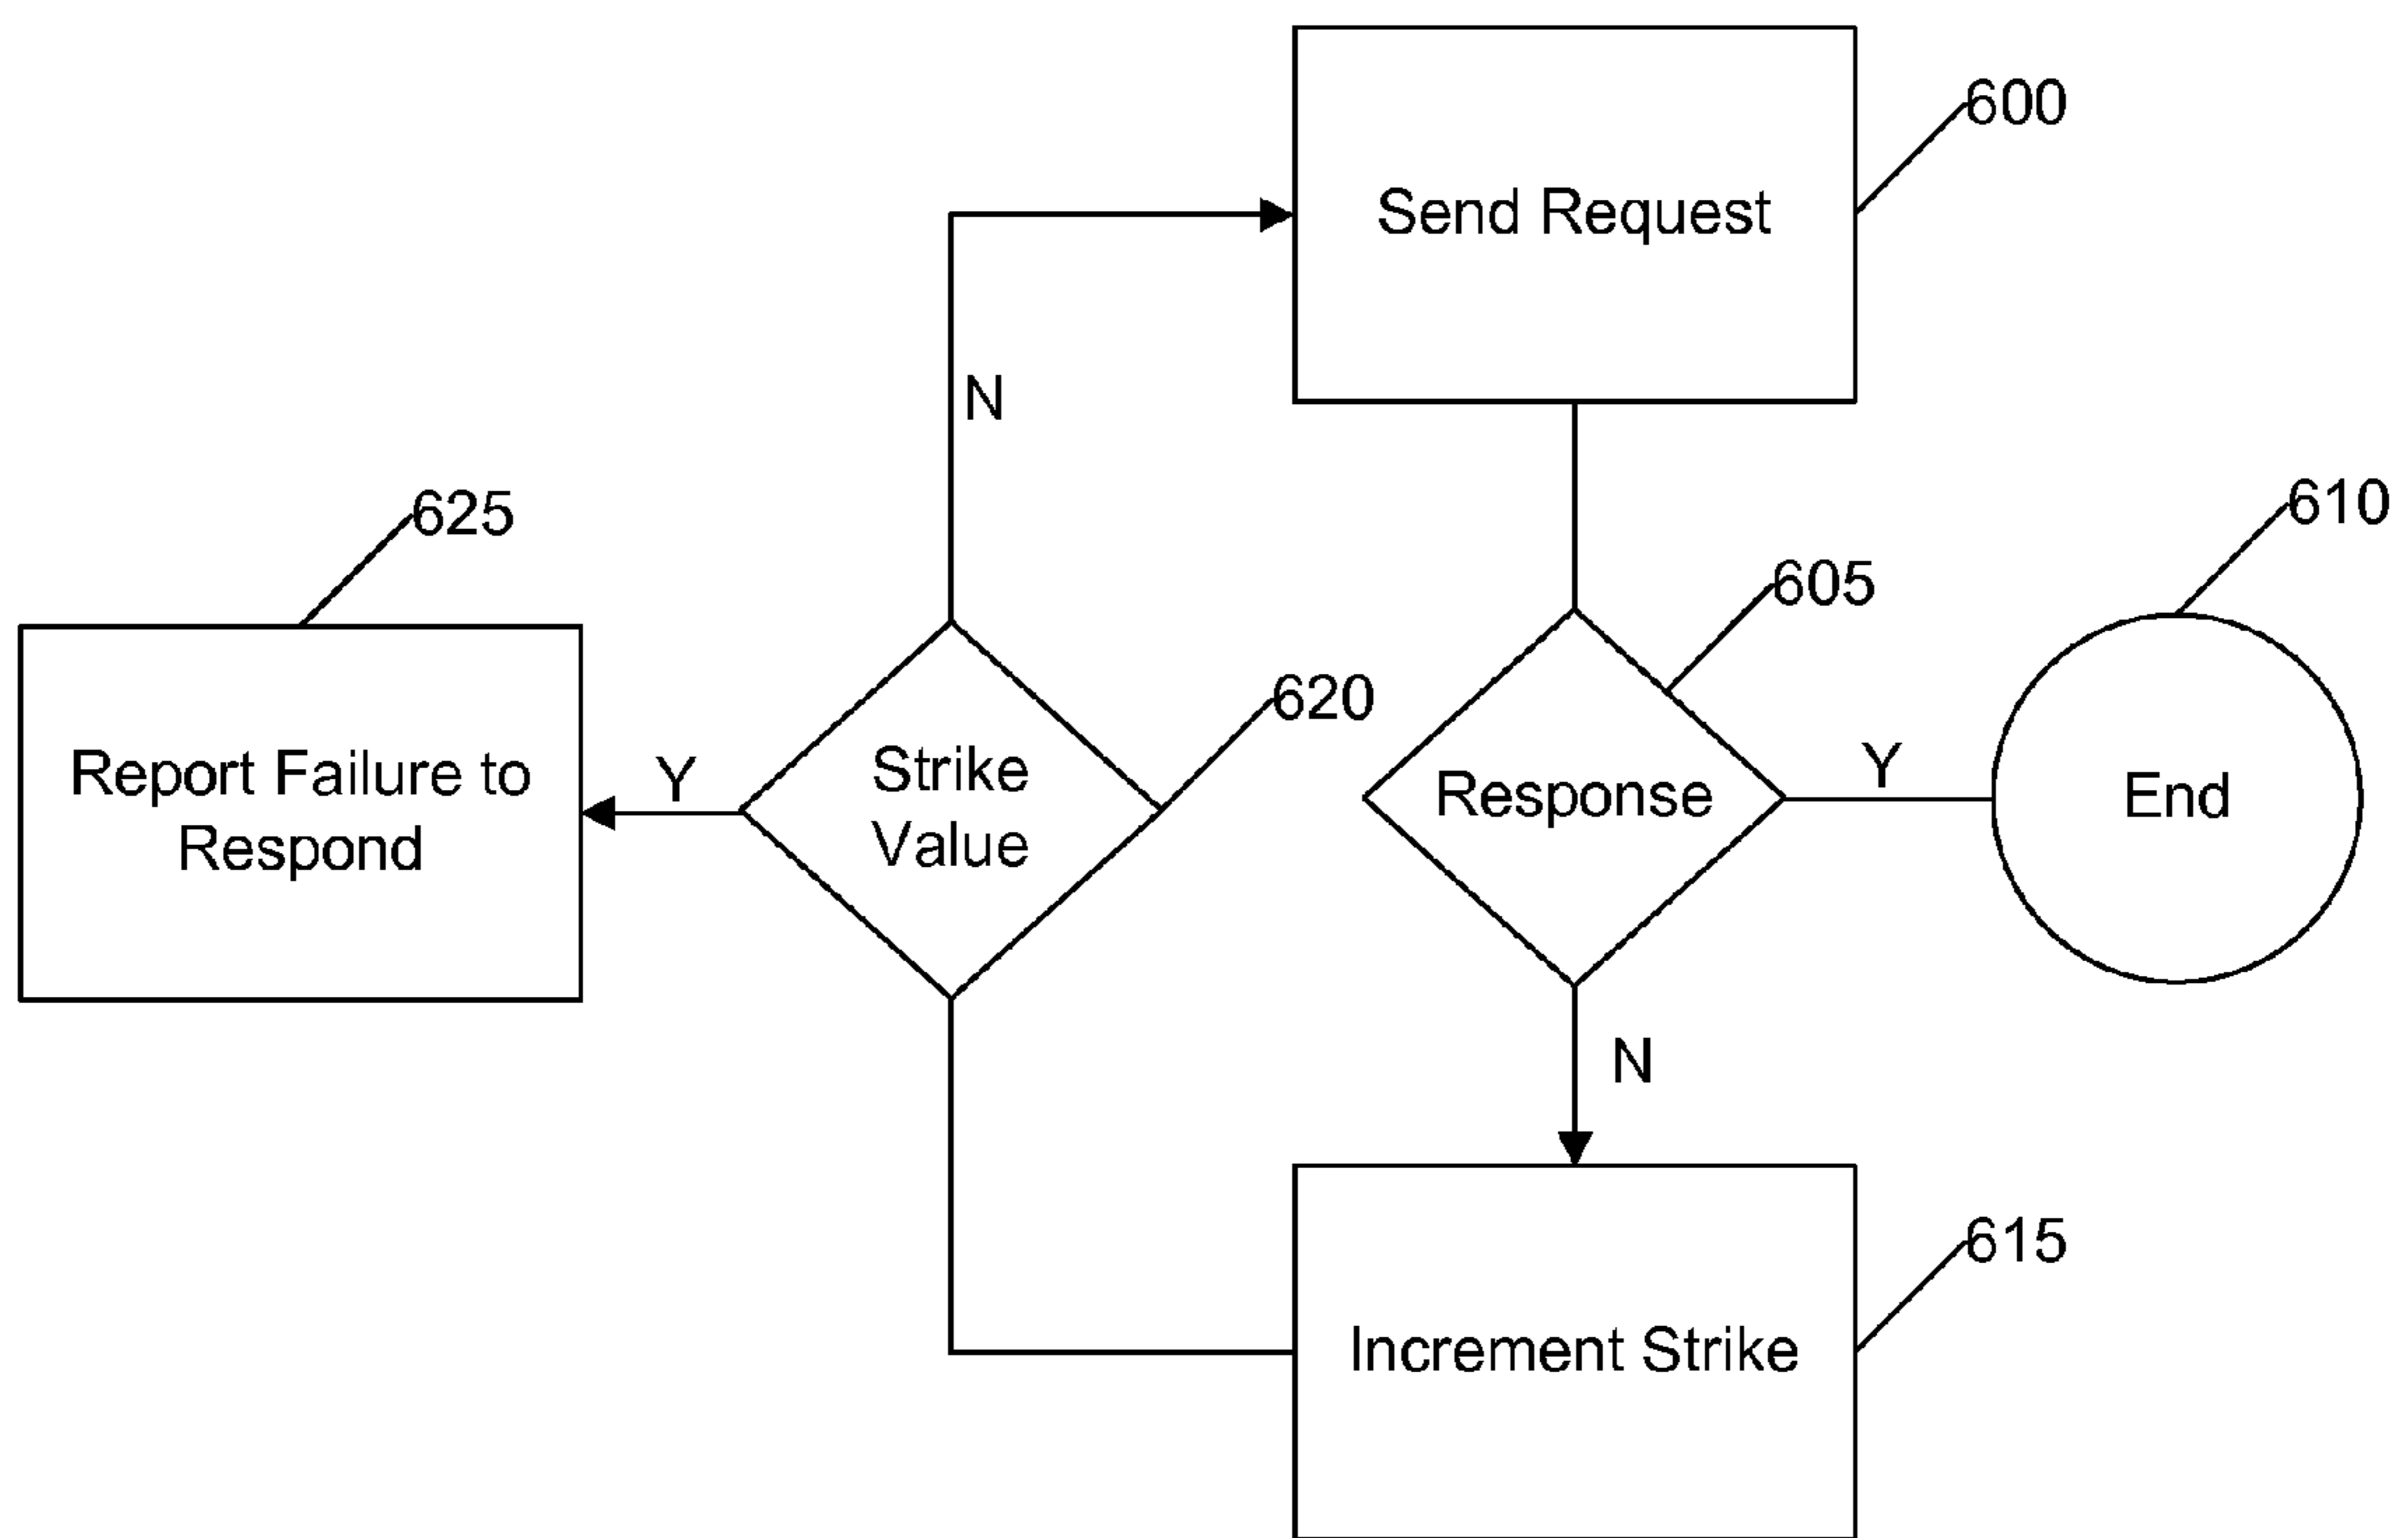 600
Send Request
N
625
610
605
620
Report Failure to
Respond
Y
Strike
Value
Response
Y
End
N
615
Increment Strike